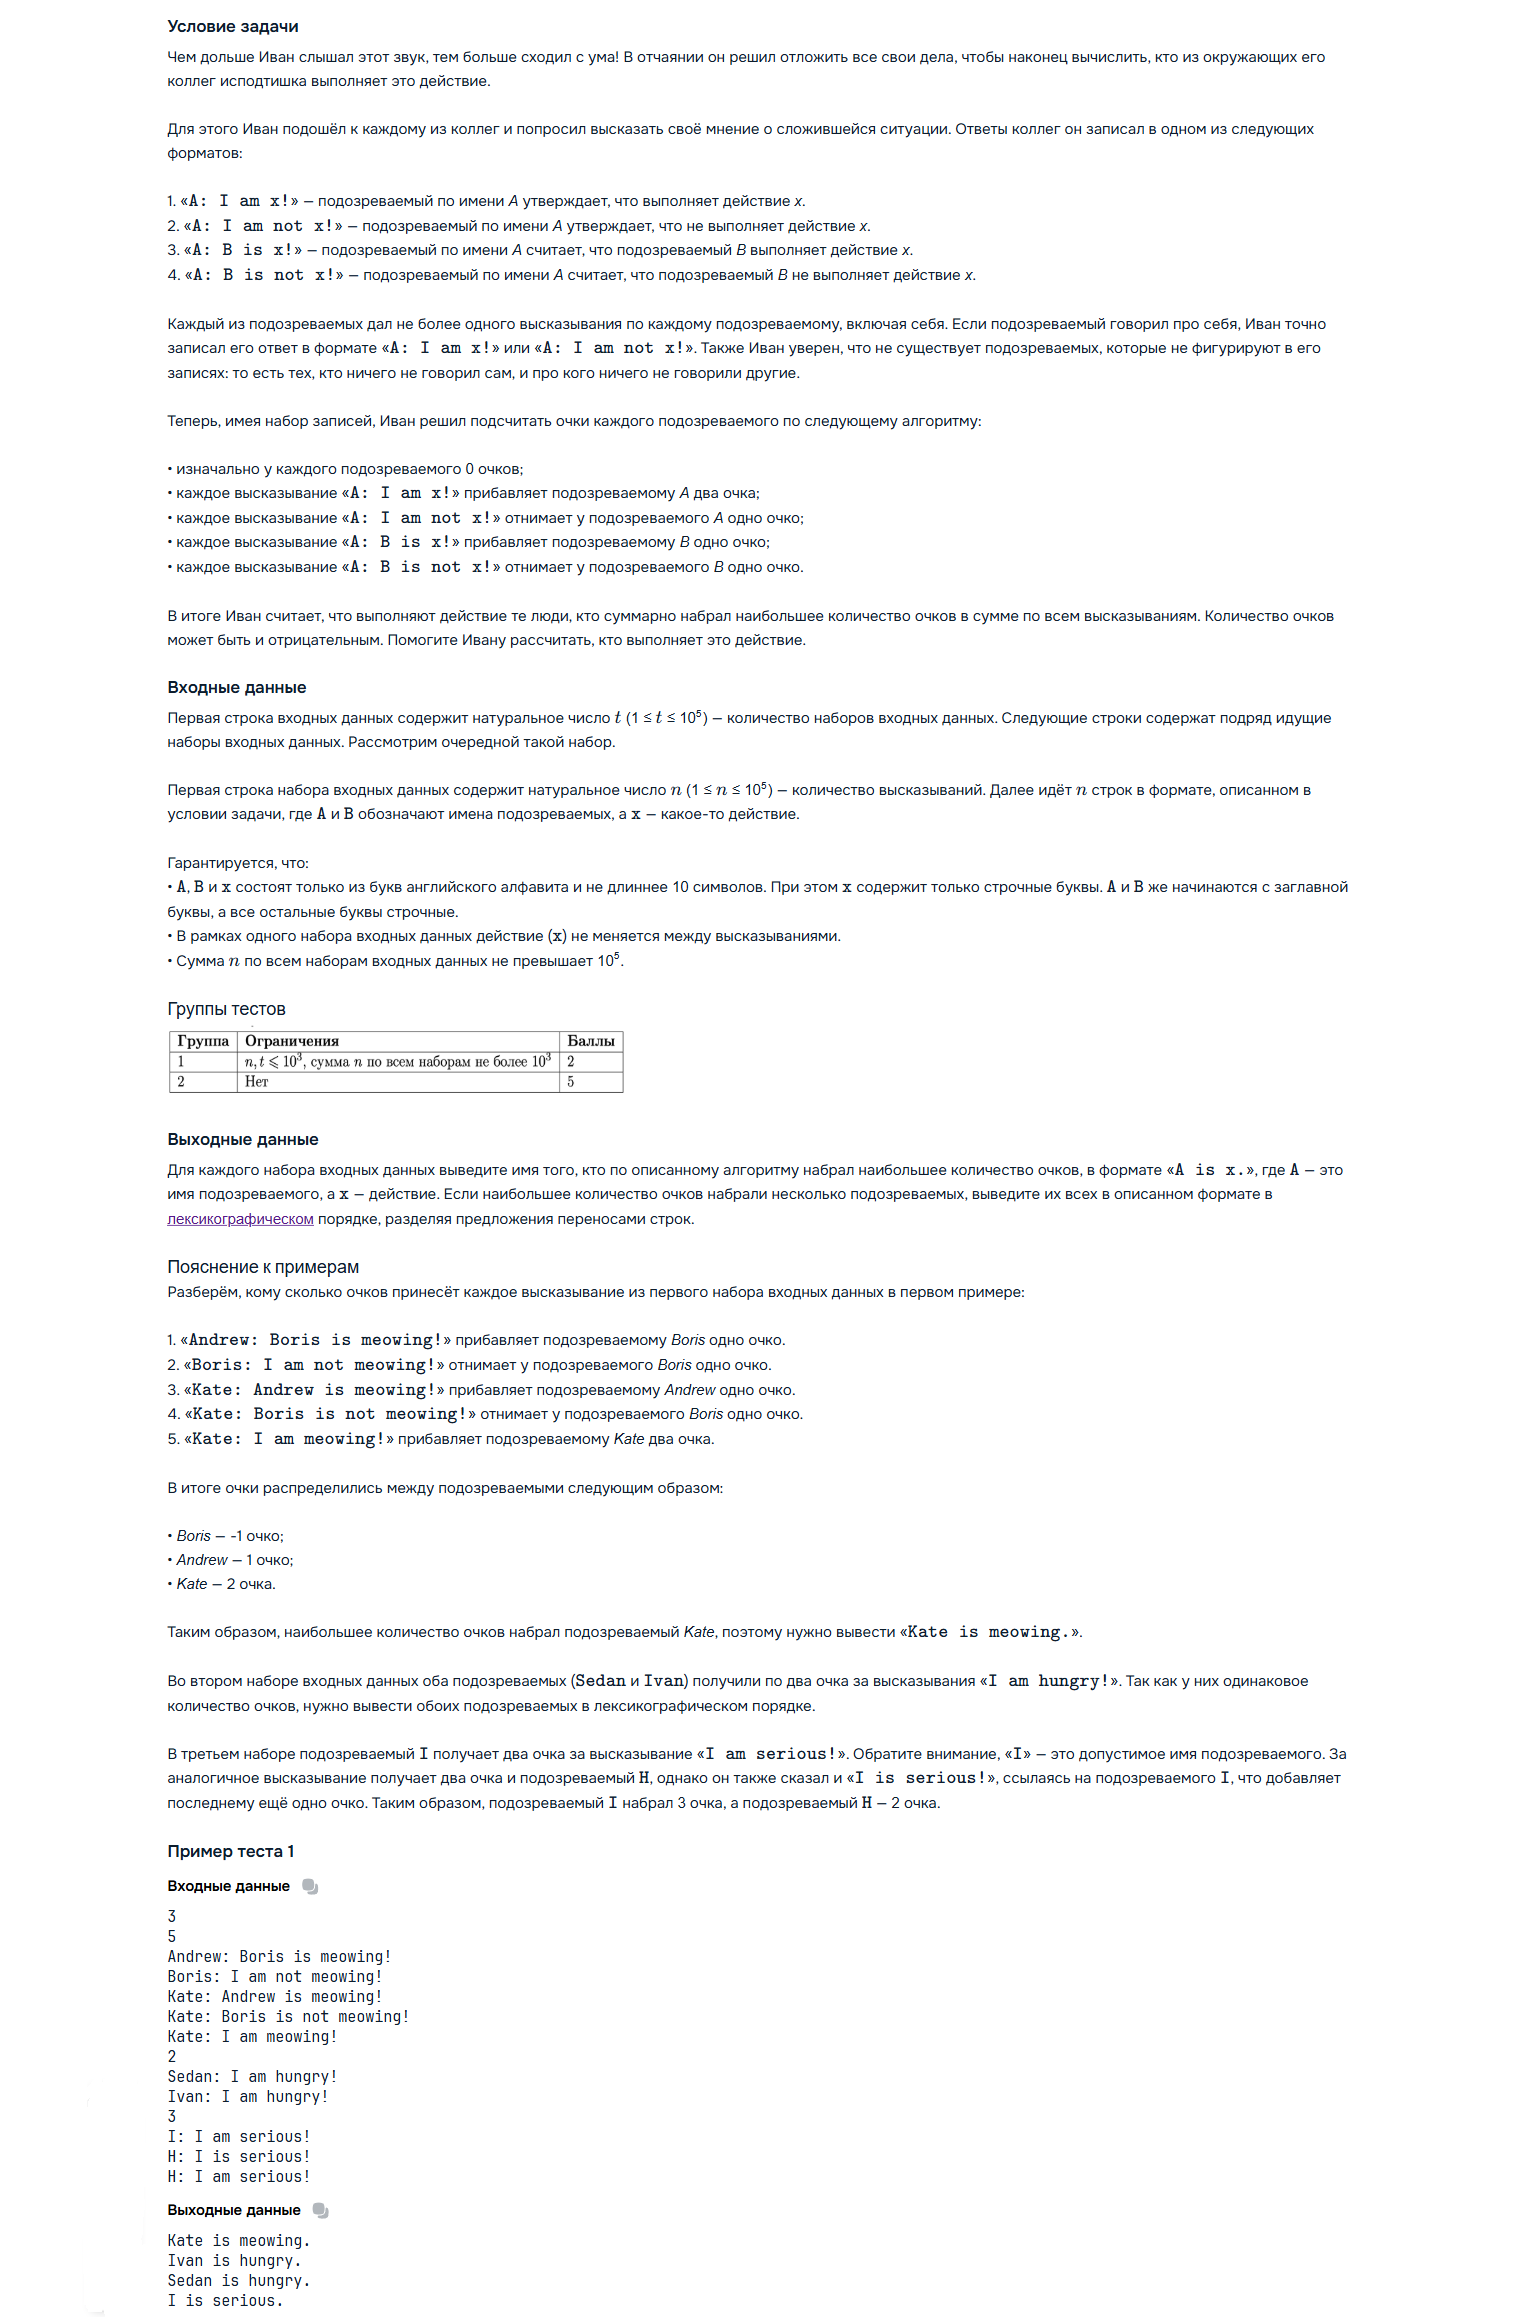 Условие задачи
Чем дольше Иван слышал этот звук, тем больше сходил с ума! В отчаянии он решил отложить все свои дела, чтобы наконец вычислить, кто из окружающих его
коллег исподтишка выполняет это действие.
Для этого Иван подошёл к каждому из коллег и попросил высказать своё мнение о сложившейся ситуации. Ответы коллег он записал в одном из следующих
форматов:
1. «A: I am x!» — подозреваемый по имени A утверждает, что выполняет действие x.
2. «A: I am not x!» — подозреваемый по имени A утверждает, что не выполняет действие x.
3. «A: B is x!» — подозреваемый по имени A считает, что подозреваемый B выполняет действие x.
4. «A: B is not x!» — подозреваемый по имени A считает, что подозреваемый B не выполняет действие x.
Каждый из подозреваемых дал не более одного высказывания по каждому подозреваемому, включая себя. Если подозреваемый говорил про себя, Иван точно
записал его ответ в формате «A: I am x!» или «A: I am not x!». Также Иван уверен, что не существует подозреваемых, которые не фигурируют в его
записях: то есть тех, кто ничего не говорил сам, и про кого ничего не говорили другие.
Теперь, имея набор записей, Иван решил подсчитать очки каждого подозреваемого по следующему алгоритму:
• изначально у каждого подозреваемого 0 очков;
• каждое высказывание «A: I am x!» прибавляет подозреваемому A два очка;
• каждое высказывание «A: I am not x!» отнимает у подозреваемого A одно очко;
• каждое высказывание «A: B is x!» прибавляет подозреваемому B одно очко;
• каждое высказывание «A: B is not x!» отнимает у подозреваемого B одно очко.
В итоге Иван считает, что выполняют действие те люди, кто суммарно набрал наибольшее количество очков в сумме по всем высказываниям. Количество очков
может быть и отрицательным. Помогите Ивану рассчитать, кто выполняет это действие.
Входные данные
Первая строка входных данных содержит натуральное число t (1 ≤ t ≤ 10⁵) — количество наборов входных данных. Следующие строки содержат подряд идущие
наборы входных данных. Рассмотрим очередной такой набор.
Первая строка набора входных данных содержит натуральное число n (1 ≤ n ≤ 10⁵) — количество высказываний. Далее идёт n строк в формате, описанном в
условии задачи, где A и B обозначают имена подозреваемых, а x — какое-то действие.
Гарантируется, что:
• A, B и x состоят только из букв английского алфавита и не длиннее 10 символов. При этом x содержит только строчные буквы. A и B же начинаются с заглавной
буквы, а все остальные буквы строчные.
• В рамках одного набора входных данных действие (x) не меняется между высказываниями.
• Сумма n по всем наборам входных данных не превышает 10⁵.
Группы тестов
Группа Ограничения Баллы
1 n, t ⩽ 10³, сумма n по всем наборам не более 10³ 2
2 Нет 5
Выходные данные
Для каждого набора входных данных выведите имя того, кто по описанному алгоритму набрал наибольшее количество очков, в формате «A is x.», где A — это
имя подозреваемого, а x — действие. Если наибольшее количество очков набрали несколько подозреваемых, выведите их всех в описанном формате в
лексикографическом порядке, разделяя предложения переносами строк.
Пояснение к примерам
Разберём, кому сколько очков принесёт каждое высказывание из первого набора входных данных в первом примере:
1. «Andrew: Boris is meowing!» прибавляет подозреваемому Boris одно очко.
2. «Boris: I am not meowing!» отнимает у подозреваемого Boris одно очко.
3. «Kate: Andrew is meowing!» прибавляет подозреваемому Andrew одно очко.
4. «Kate: Boris is not meowing!» отнимает у подозреваемого Boris одно очко.
5. «Kate: I am meowing!» прибавляет подозреваемому Kate два очка.
В итоге очки распределились между подозреваемыми следующим образом:
• Boris — -1 очко;
• Andrew — 1 очко;
• Kate — 2 очка.
Таким образом, наибольшее количество очков набрал подозреваемый Kate, поэтому нужно вывести «Kate is meowing.».
Во втором наборе входных данных оба подозреваемых (Sedan и Ivan) получили по два очка за высказывания «I am hungry!». Так как у них одинаковое
количество очков, нужно вывести обоих подозреваемых в лексикографическом порядке.
В третьем наборе подозреваемый I получает два очка за высказывание «I am serious!». Обратите внимание, «I» — это допустимое имя подозреваемого. За
аналогичное высказывание получает два очка и подозреваемый H, однако он также сказал и «I is serious!», ссылаясь на подозреваемого I, что добавляет
последнему ещё одно очко. Таким образом, подозреваемый I набрал 3 очка, а подозреваемый H — 2 очка.
Пример теста 1
Входные данные
3
5
Andrew: Boris is meowing!
Boris: I am not meowing!
Kate: Andrew is meowing!
Kate: Boris is not meowing!
Kate: I am meowing!
2
Sedan: I am hungry!
Ivan: I am hungry!
3
I: I am serious!
H: I is serious!
H: I am serious!
Выходные данные
Kate is meowing.
Ivan is hungry.
Sedan is hungry.
I is serious.